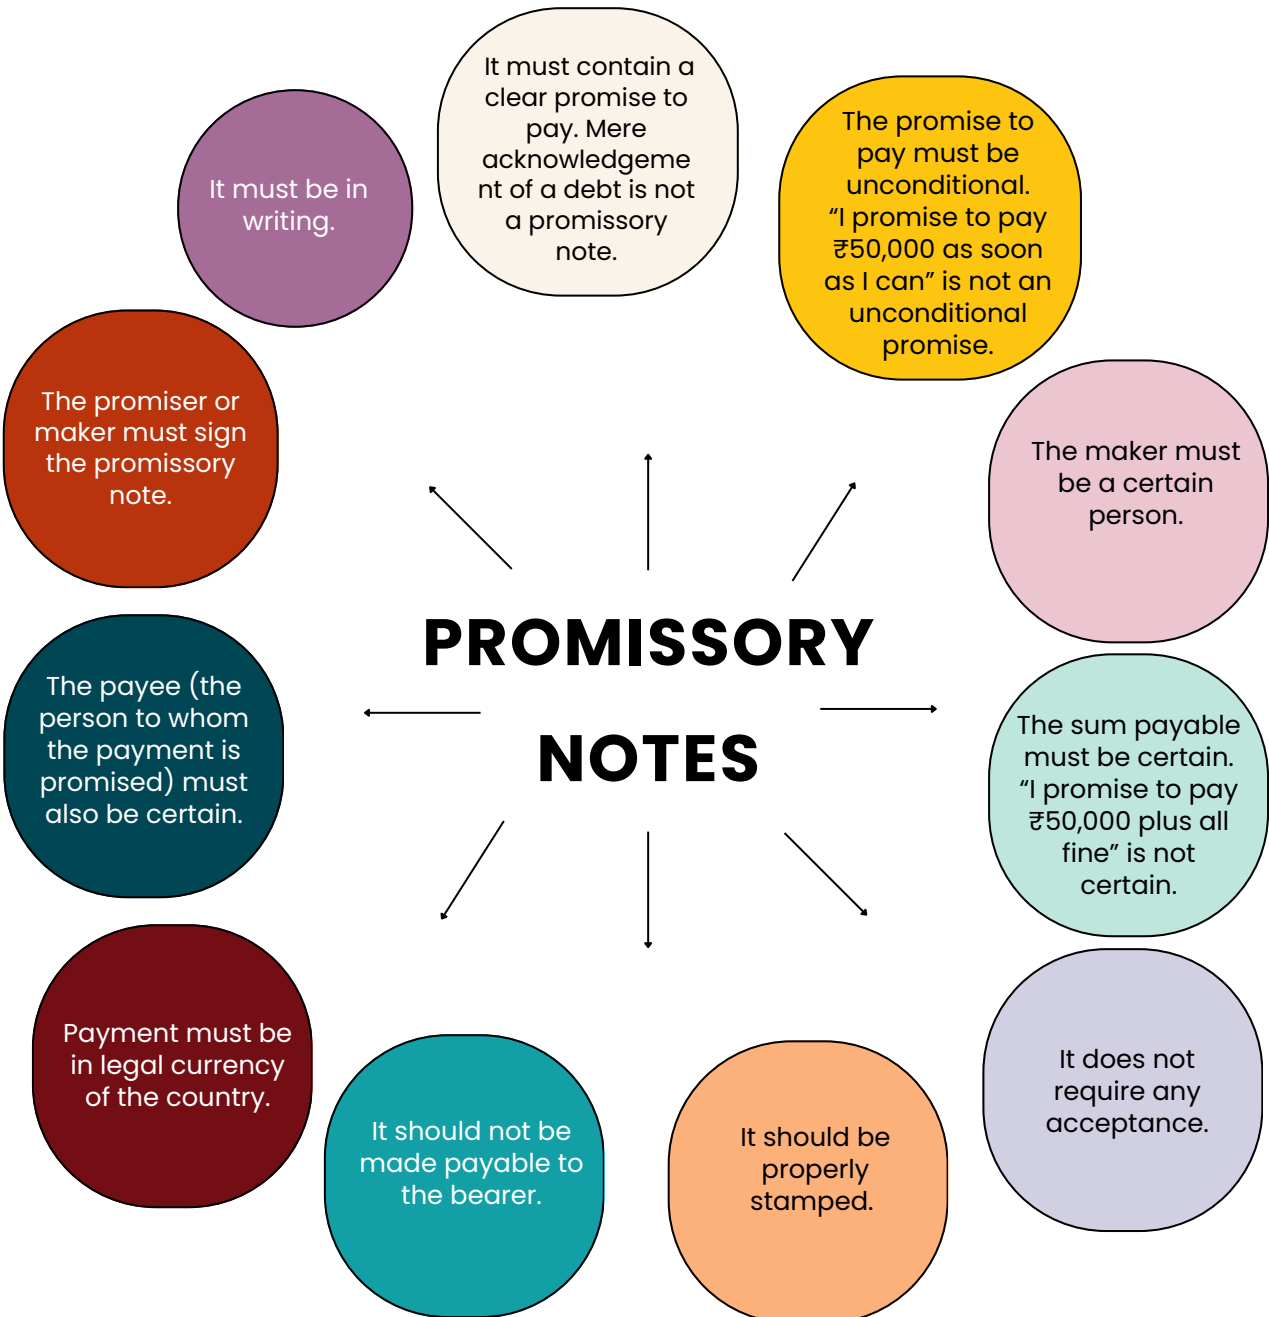 It must contain a
clear promise to
pay. Mere
acknowledgeme
nt of a debt is not
a promissory
note.
The promise to
pay must be
unconditional.
“I promise to pay
₹50,000 as soon
as I can” is not an
unconditional
promise.
It must be in
writing.
The promiser or
maker must sign
the promissory
note.
The maker must
be a certain
person.
PROMISSORY
NOTES
The payee (the
person to whom
the payment is
promised) must
also be certain.
The sum payable
must be certain.
“I promise to pay
₹50,000 plus all
fine” is not
certain.
Payment must be
in legal currency
of the country.
It should not be
made payable to
the bearer.
It should be
properly
stamped.
It does not
require any
acceptance.